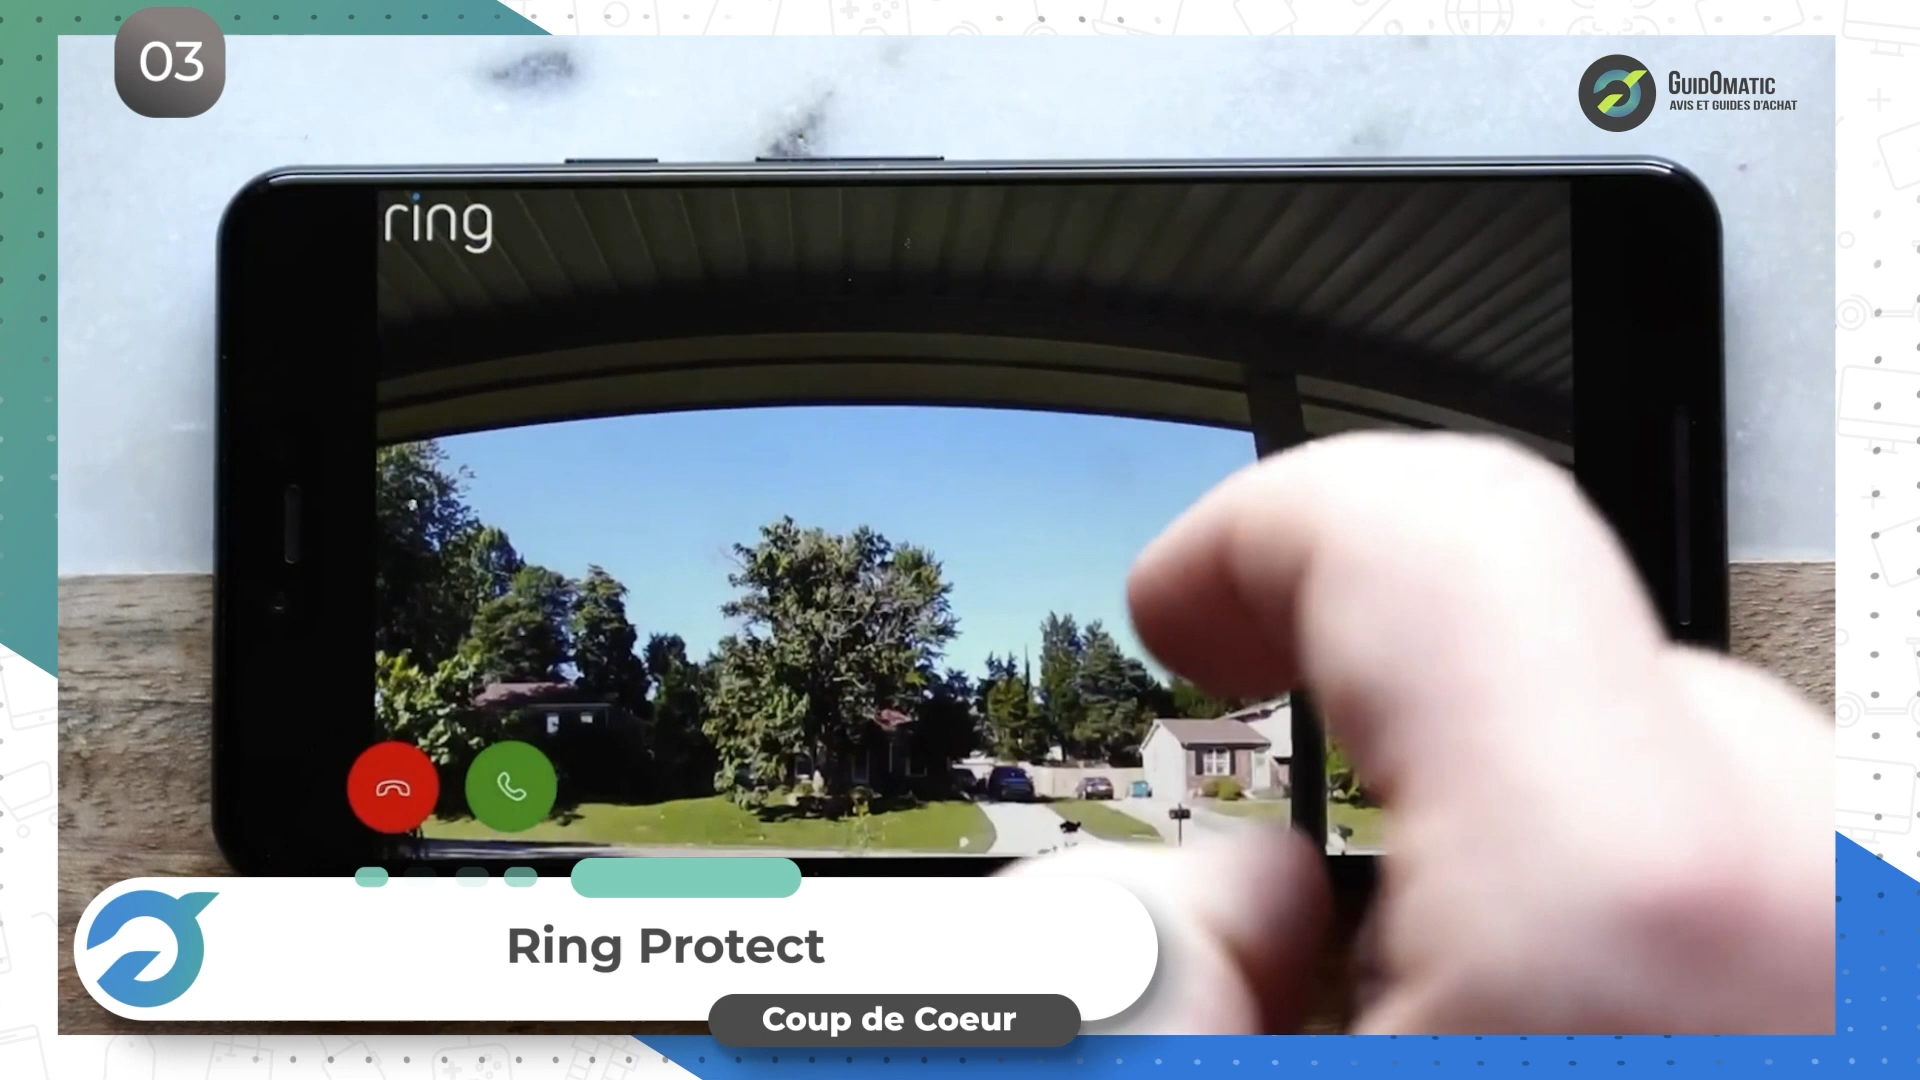 03
GUIDOMATIC
AVIS ET GUIDES D'ACHAT
ring
Ring Protect
Coup de Coeur